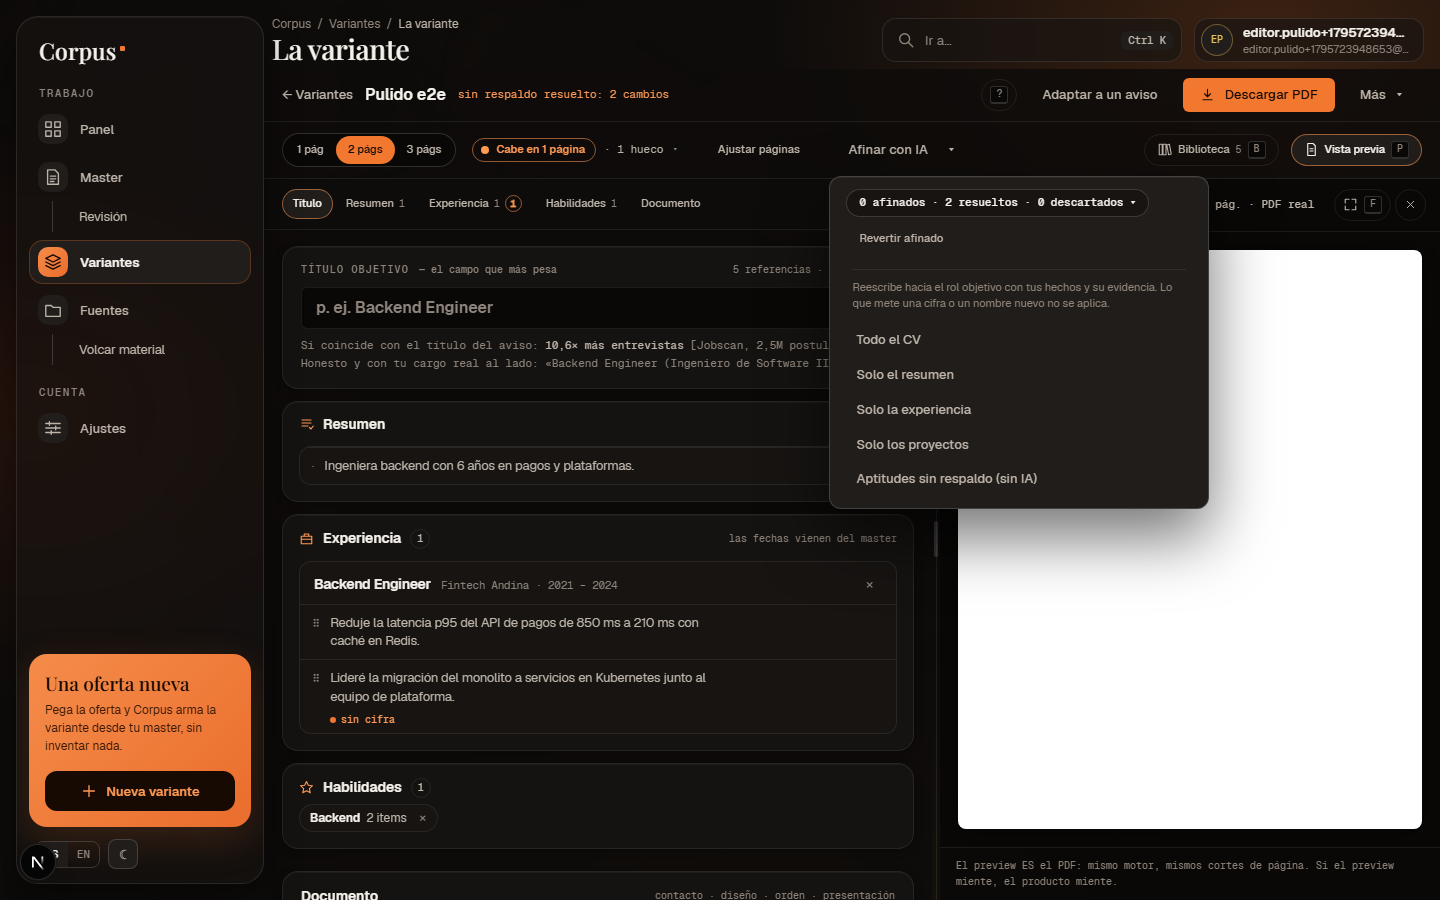 Corpus
TRABAJO
Panel
Master
Revisión
Variantes
Fuentes
Volcar material
CUENTA
Ajustes
Una oferta nueva
Pega la oferta y Corpus arma la
variante desde tu master, sin
inventar nada.
+ Nueva variante
EN
N
Corpus / Variantes / La variante
La variante
Ir a...
Ctrl K
EP
editor.pulido+179572394...
editor.pulido+1795723948653@...
← Variantes
Pulido e2e
sin respaldo resuelto: 2 cambios
?
Adaptar a un aviso
Descargar PDF
Más
1 pág
2 págs
3 págs
Cabe en 1 página
· 1 hueco
Ajustar páginas
Afinar con IA
Biblioteca 5 B
Vista previa P
Título
Resumen 1
Experiencia 1 1
Habilidades 1
Documento
pág. · PDF real
F
×
0 afinados · 2 resueltos · 0 descartados
Revertir afinado
Reescribe hacia el rol objetivo con tus hechos y su evidencia. Lo
que mete una cifra o un nombre nuevo no se aplica.
Todo el CV
Solo el resumen
Solo la experiencia
Solo los proyectos
Aptitudes sin respaldo (sin IA)
TÍTULO OBJETIVO — el campo que más pesa
5 referencias ·
p. ej. Backend Engineer
Si coincide con el título del aviso: 10,6× más entrevistas [Jobscan, 2,5M postul
Honesto y con tu cargo real al lado: «Backend Engineer (Ingeniero de Software II
Resumen
· Ingeniera backend con 6 años en pagos y plataformas.
Experiencia 1
las fechas vienen del master
Backend Engineer Fintech Andina · 2021 – 2024 ×
Reduje la latencia p95 del API de pagos de 850 ms a 210 ms con
caché en Redis.
Lideré la migración del monolito a servicios en Kubernetes junto al
equipo de plataforma.
sin cifra
Habilidades 1
Backend 2 items ×
Documento
contacto · diseño · orden · presentación
El preview ES el PDF: mismo motor, mismos cortes de página. Si el preview
miente, el producto miente.